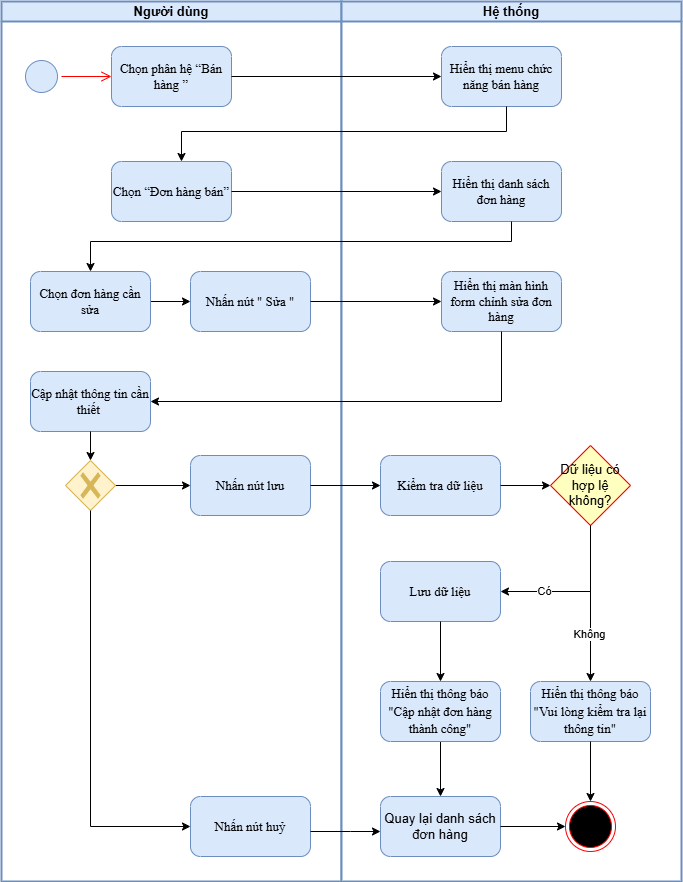 Người dùng
Hệ thống
Chọn phân hệ “Bán
hàng ”
Hiển thị menu chức
năng bán hàng
Chọn “Đơn hàng bán”
Hiển thị danh sách
đơn hàng
Chọn đơn hàng cần
sửa
Nhấn nút " Sửa "
Hiển thị màn hình
form chỉnh sửa đơn
hàng
Cập nhật thông tin cần
thiết
Nhấn nút lưu
Kiểm tra dữ liệu
Dữ liệu có
hợp lệ
không?
Lưu dữ liệu
Có
Không
Hiển thị thông báo
"Cập nhật đơn hàng
thành công"
Hiển thị thông báo
"Vui lòng kiểm tra lại
thông tin"
Nhấn nút huỷ
Quay lại danh sách
đơn hàng